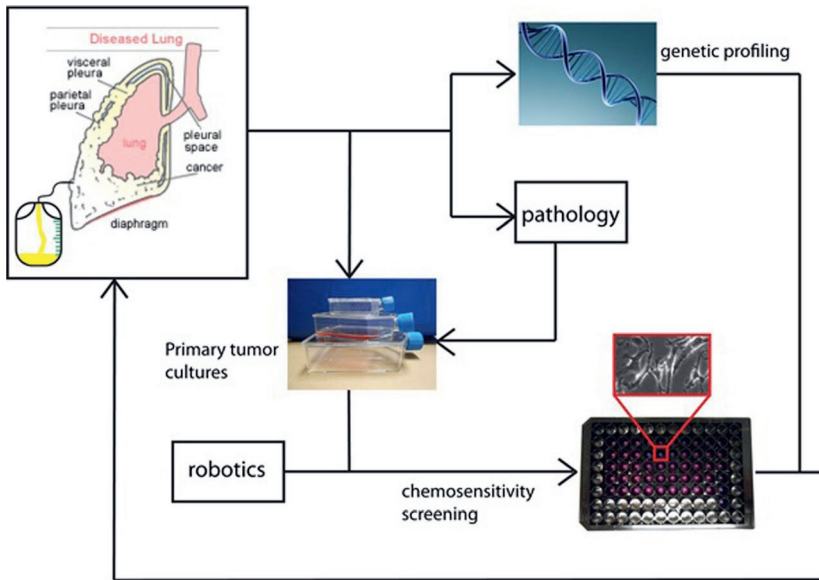 Diseased Lung
visceral
pleura
parietal
pleura
lung
pleural
space
cancer
diaphragm
genetic profiling
pathology
Primary tumor
cultures
robotics
chemosensitivity
screening